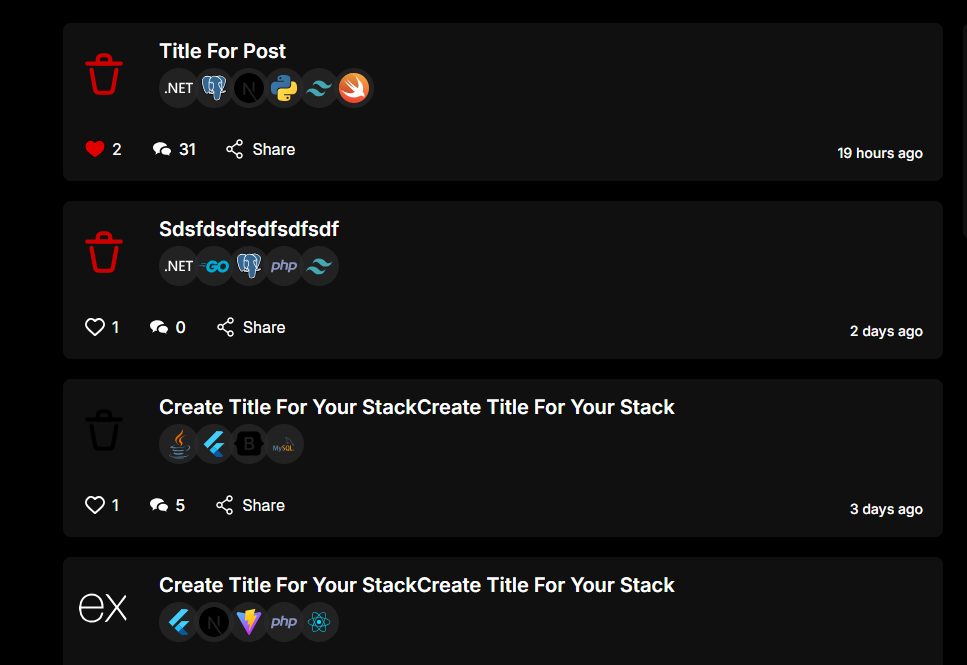 Title For Post
.NET N
2 31 Share
19 hours ago
Sdsfdsdfsdfsdfsdf
.NET GO php
1 0 Share
2 days ago
Create Title For Your StackCreate Title For Your Stack
B MySQL
1 5 Share
3 days ago
Create Title For Your StackCreate Title For Your Stack
ex
N php